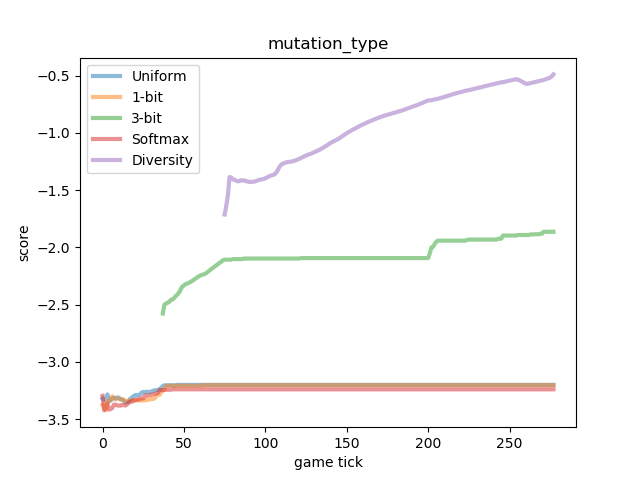 mutation_type
−0.5
−1.0
−1.5
−2.0
−2.5
−3.0
−3.5
score
Uniform
1-bit
3-bit
Softmax
Diversity
0 50 100 150 200 250
game tick